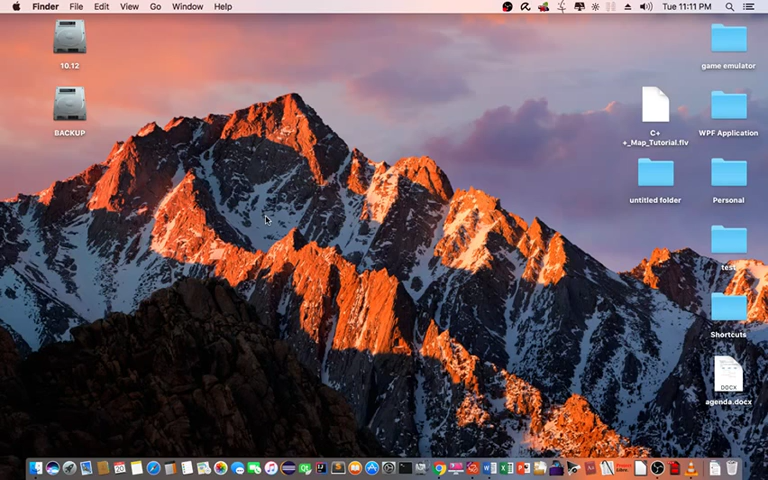 Finder File Edit View Go Window Help Tue 11:11 PM
10.12
BACKUP
game emulator
C+
+_Map_Tutorial.flv
WPF Application
untitled folder
Personal
test
Shortcuts
DOCX
agenda.docx